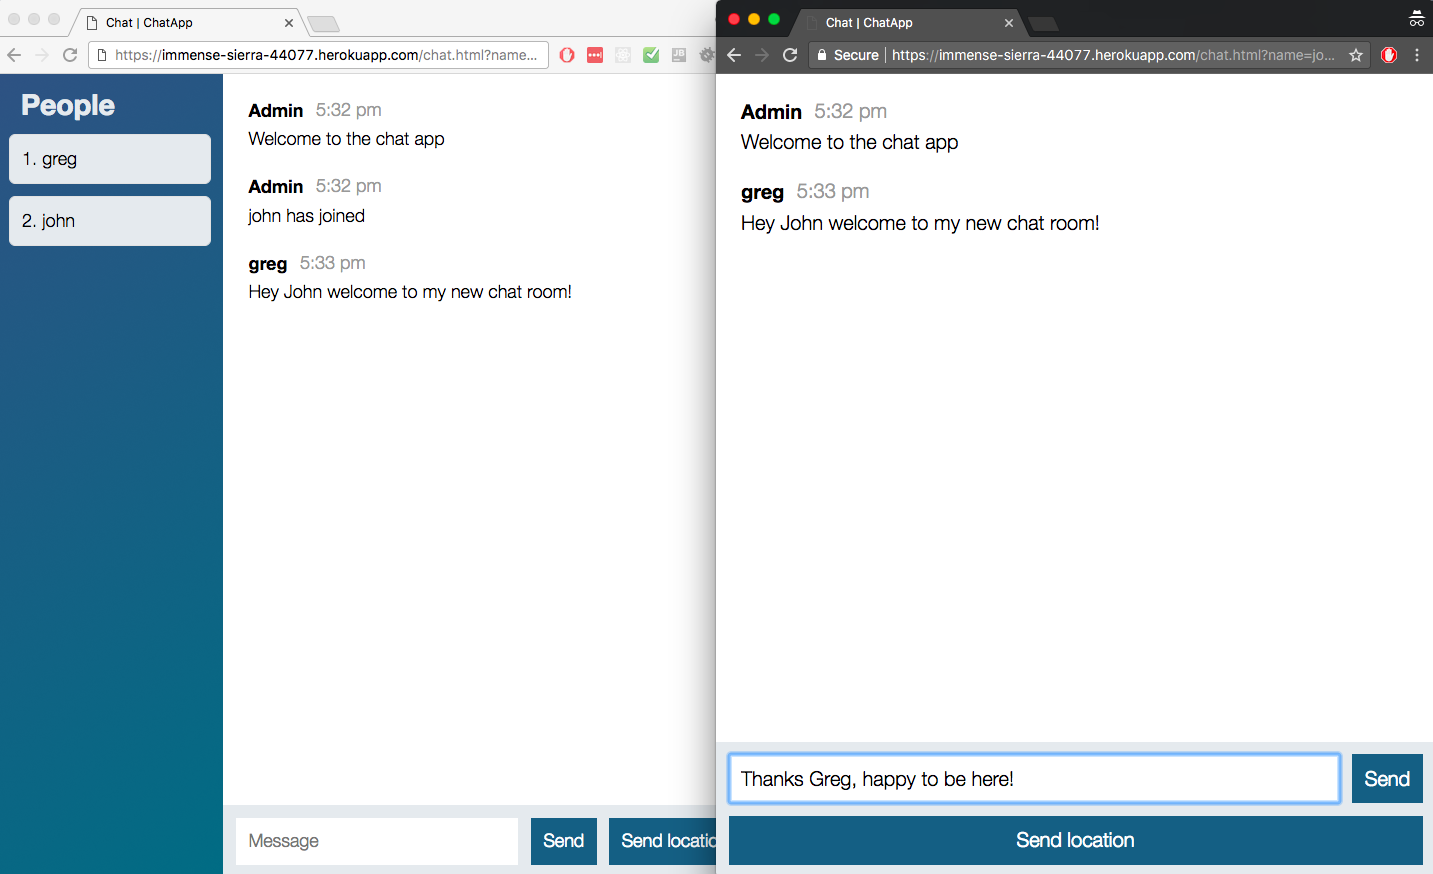 Chat | ChatApp
https://immense-sierra-44077.herokuapp.com/chat.html?name...
JB
People
1. greg
2. john
Admin 5:32 pm
Welcome to the chat app
Admin 5:32 pm
john has joined
greg 5:33 pm
Hey John welcome to my new chat room!
Message
Send
Send locatio
Chat | ChatApp
Secure | https://immense-sierra-44077.herokuapp.com/chat.html?name=jo...
Admin 5:32 pm
Welcome to the chat app
greg 5:33 pm
Hey John welcome to my new chat room!
Thanks Greg, happy to be here!
Send
Send location